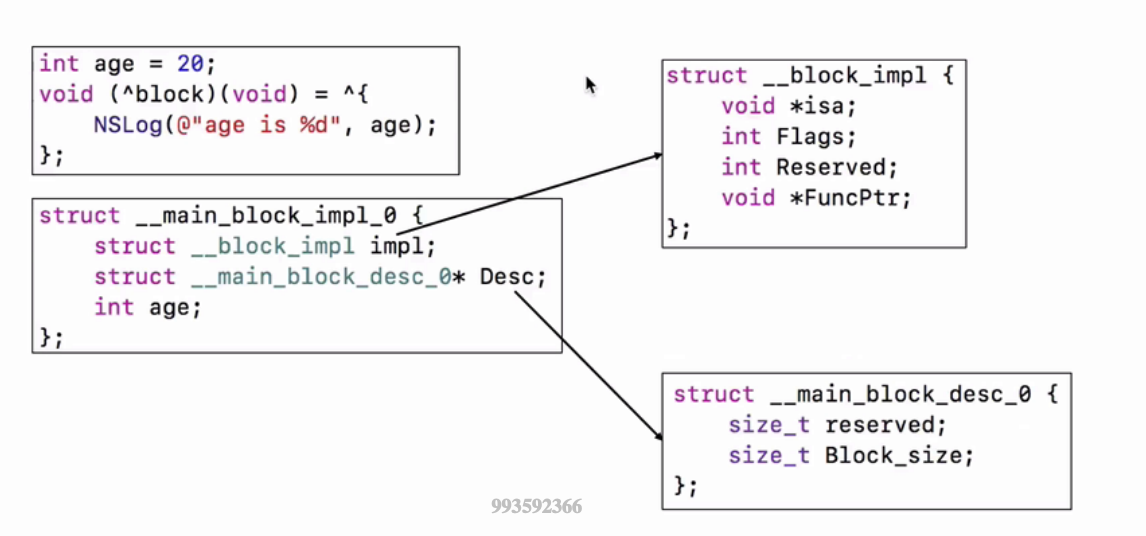 int age = 20;
void (^block)(void) = ^{
    NSLog(@"age is %d", age);
};
struct __main_block_impl_0 {
    struct __block_impl impl;
    struct __main_block_desc_0* Desc;
    int age;
};
struct __block_impl {
    void *isa;
    int Flags;
    int Reserved;
    void *FuncPtr;
};
struct __main_block_desc_0 {
    size_t reserved;
    size_t Block_size;
};
993592366